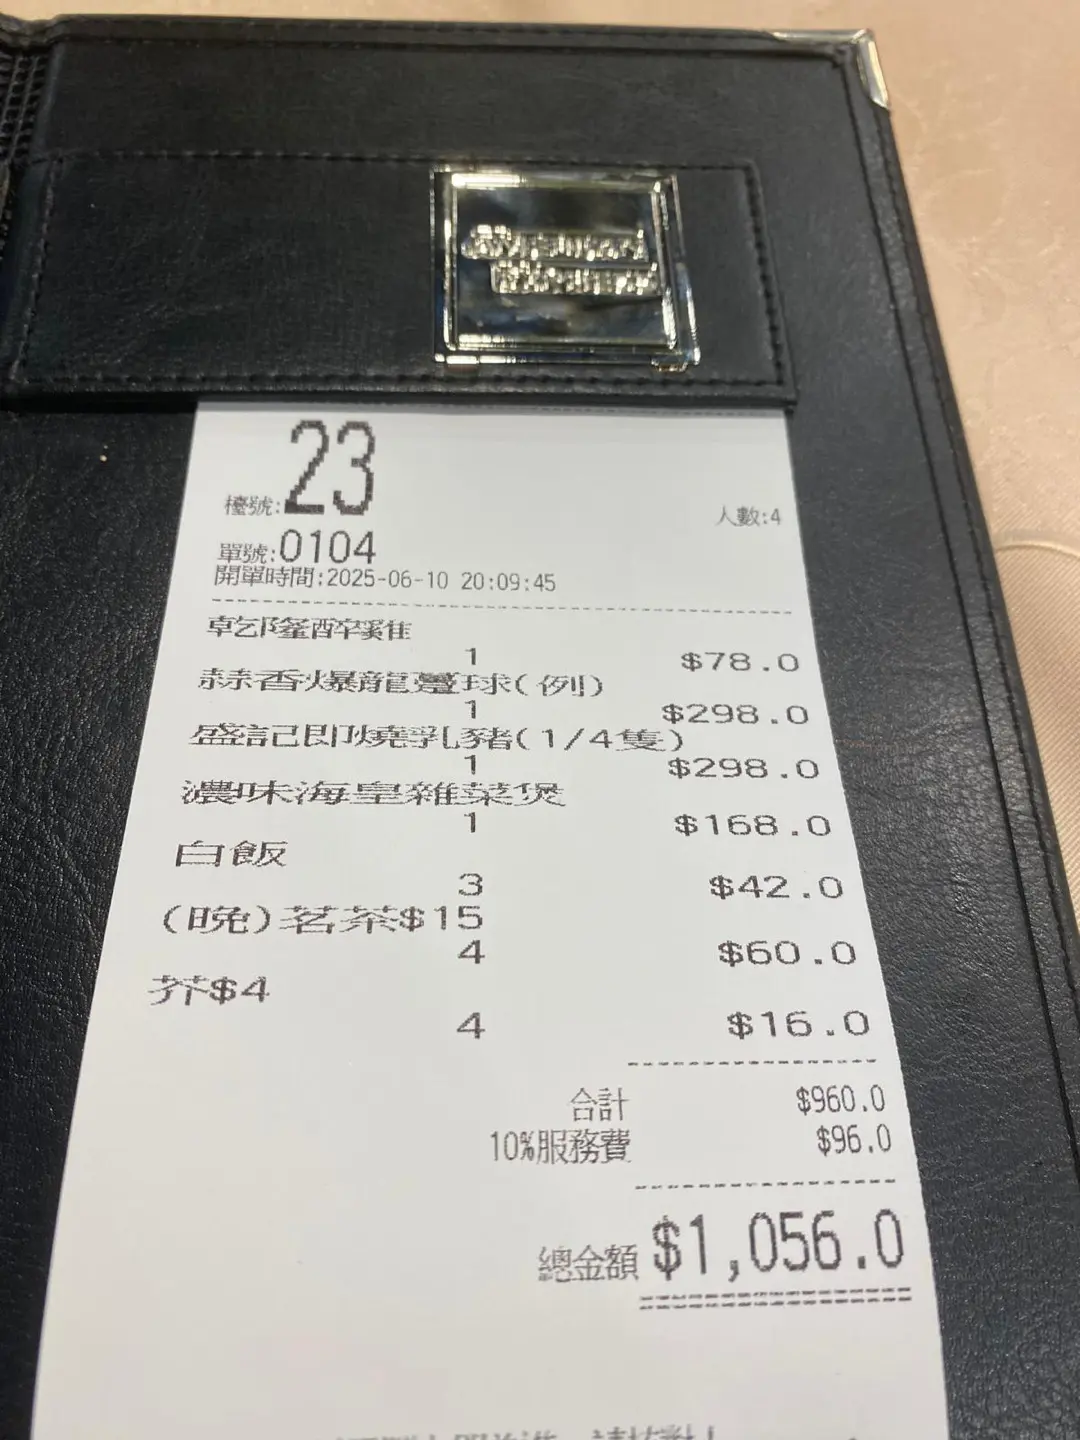 AMERICAN
EXPRESS
檯號:23
人數:4
單號:0104
開單時間:2025-06-10 20:09:45
乾隆醉雞
1 $78.0
蒜香爆龍躉球(例)
1 $298.0
盛記即燒乳豬(1/4隻)
1 $298.0
濃味海皇雜菜煲
1 $168.0
白飯
3 $42.0
(晚)茗茶$15
4 $60.0
芥$4
4 $16.0
合計 $960.0
10%服務費 $96.0
總金額 $1,056.0